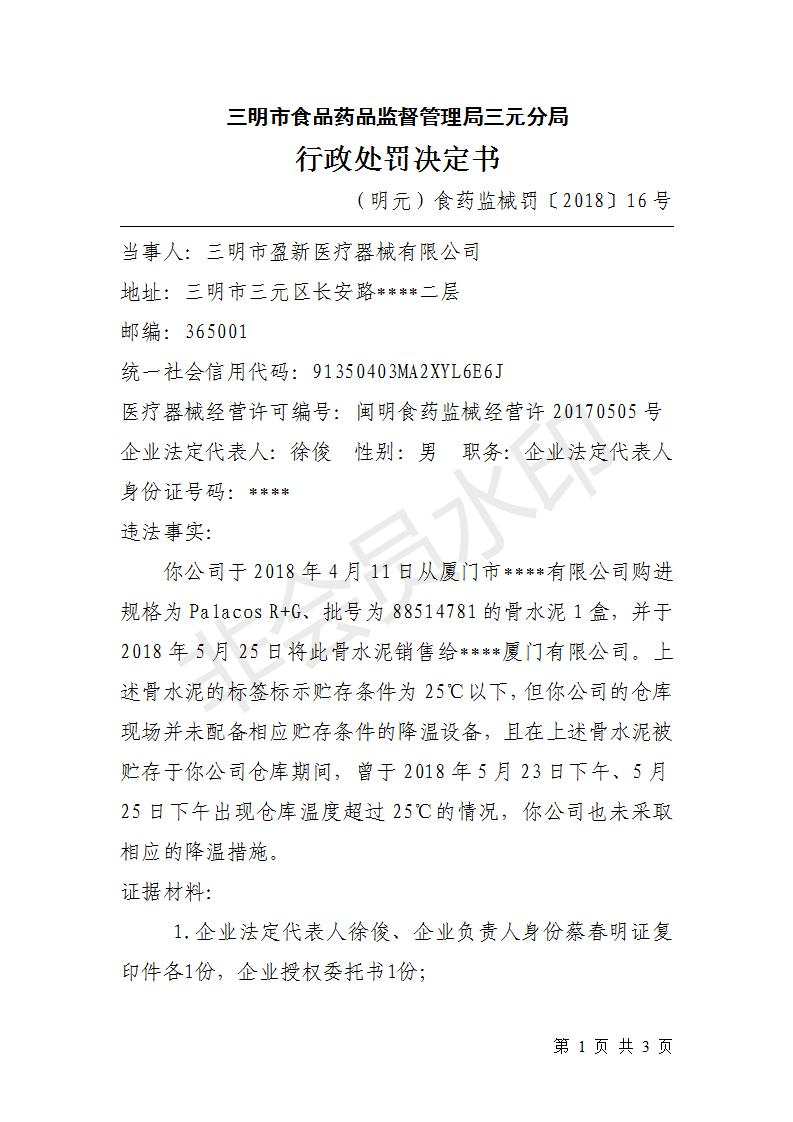 三明市食品药品监督管理局三元分局
行政处罚决定书
（明元）食药监械罚〔2018〕16号
当事人：三明市盈新医疗器械有限公司
地址：三明市三元区长安路****二层
邮编：365001
统一社会信用代码：91350403MA2XYL6E6J
医疗器械经营许可编号：闽明食药监械经营许20170505号
企业法定代表人：徐俊 性别：男 职务：企业法定代表人
身份证号码：****
违法事实：
你公司于2018年4月11日从厦门市****有限公司购进
规格为Palacos R+G、批号为88514781的骨水泥1盒，并于
2018年5月25日将此骨水泥销售给****厦门有限公司。上
述骨水泥的标签标示贮存条件为25℃以下，但你公司的仓库
现场并未配备相应贮存条件的降温设备，且在上述骨水泥被
贮存于你公司仓库期间，曾于2018年5月23日下午、5月
25日下午出现仓库温度超过25℃的情况，你公司也未采取
相应的降温措施。
证据材料：
1.企业法定代表人徐俊、企业负责人身份蔡春明证复
印件各1份，企业授权委托书1份；
第 1 页 共 3 页
非会员水印